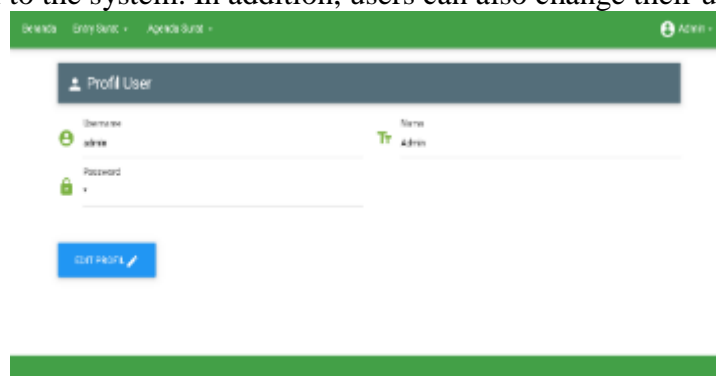 to the system. In addition, users can also change their u
Beranda Entry Surat Agenda Surat Admin
Profil User
Username Name
admin Admin
Password
EDIT PROFIL